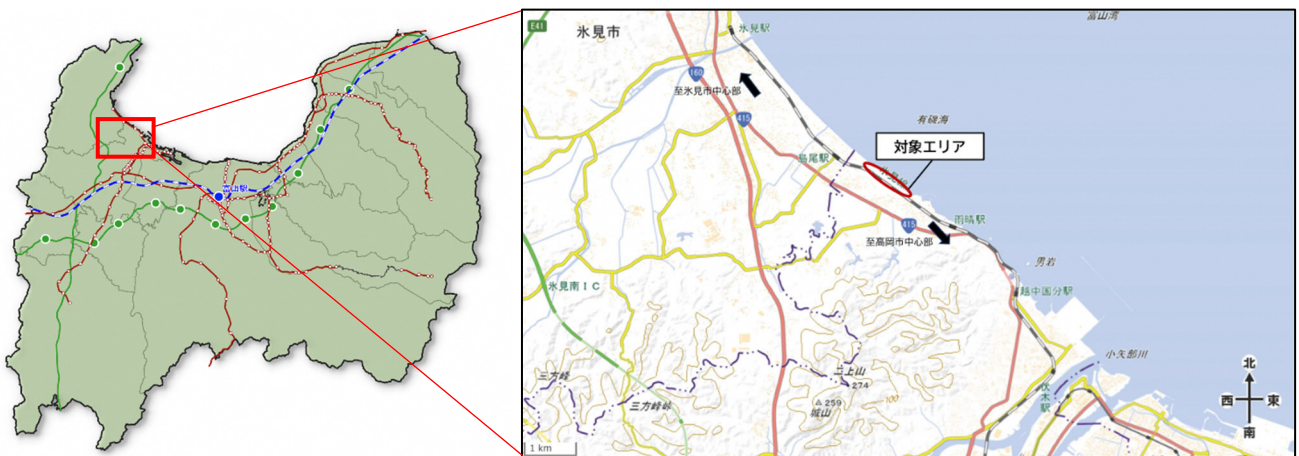 富山駅
E41
氷見市
氷見駅
富山湾
160
至氷見市中心部
415
有磯海
島尾駅
対象エリア
415
雨晴駅
至高岡市中心部
男岩
氷見南IC
越中国分駅
小矢部川
二上山
274
三方峰
三方峰峠
259
城山
100
伏木駅
北
西
東
南
1 km